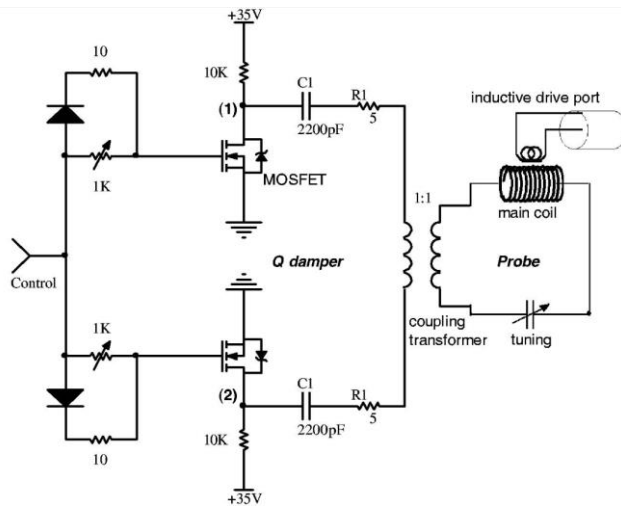 +35V
10
10K
C1
R1
(1)
2200pF
5
inductive drive port
1K
MOSFET
1:1
main coil
Control
Q damper
Probe
1K
coupling
transformer
tuning
C1
R1
(2)
2200pF
5
10
10K
+35V